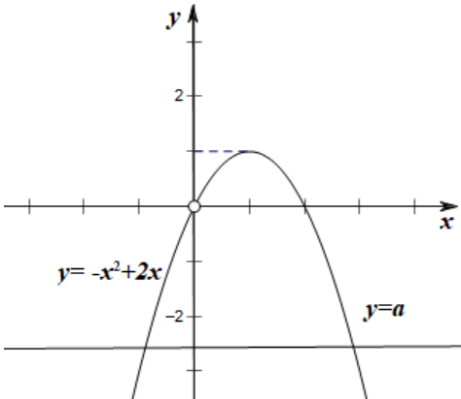 y
2
x
y= -x²+2x
y=a
−2